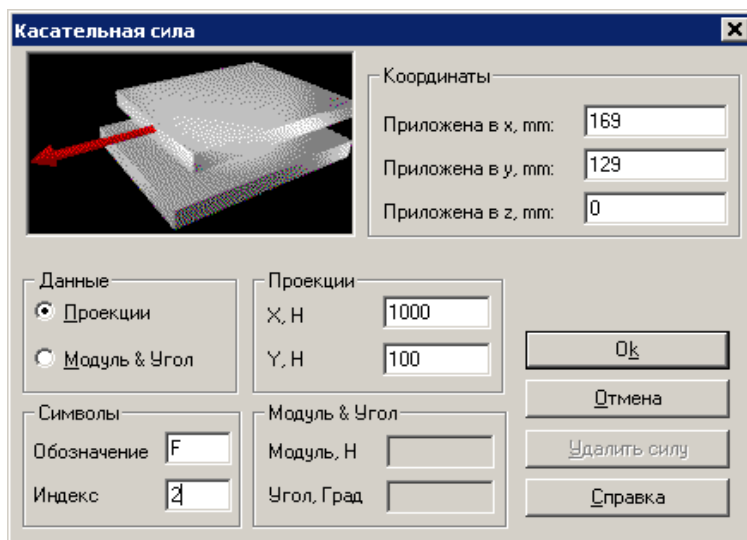 Касательная сила
Координаты
Приложена в x, mm: 169
Приложена в y, mm: 129
Приложена в z, mm: 0
Данные
Проекции
Модуль & Угол
Проекции
X, Н 1000
Y, Н 100
Символы
Обозначение F
Индекс 2
Модуль & Угол
Модуль, Н
Угол, Град
Ok
Отмена
Удалить силу
Справка